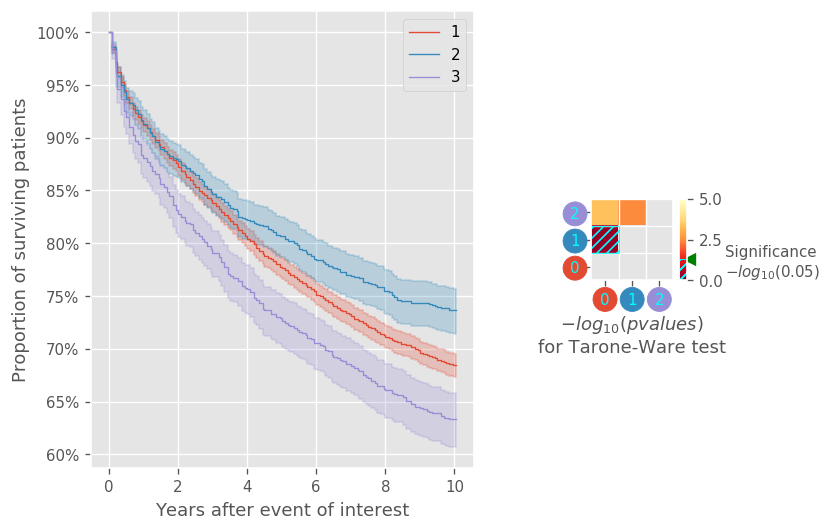 100%
95%
90%
85%
80%
75%
70%
65%
60%
Proportion of surviving patients
0 2 4 6 8 10
Years after event of interest
1
2
3
2
1
0
0 1 2
5.0
2.5
0.0
Significance
−log₁₀(0.05)
−log₁₀(pvalues)
for Tarone-Ware test